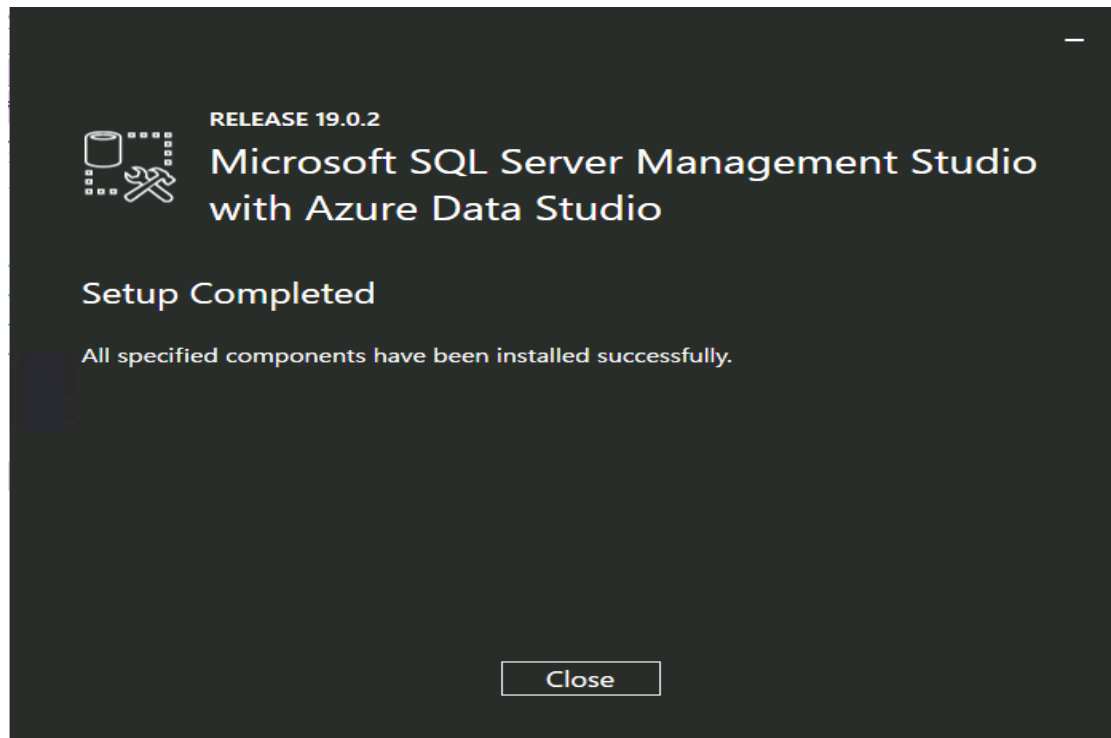 RELEASE 19.0.2
Microsoft SQL Server Management Studio
with Azure Data Studio
Setup Completed
All specified components have been installed successfully.
Close